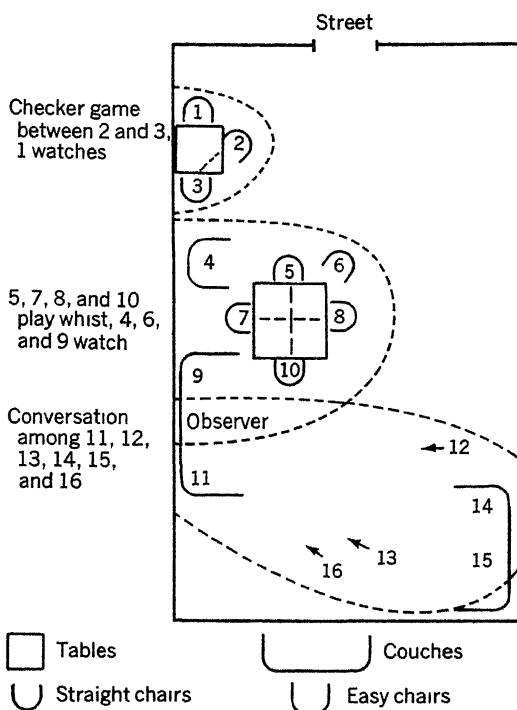 Street
Checker game
between 2 and 3,
1 watches
1
2
3
4
5
6
5, 7, 8, and 10
play whist, 4, 6,
and 9 watch
7
8
10
9
Conversation
among 11, 12,
13, 14, 15,
and 16
Observer
12
11
14
13
15
16
Tables
Couches
Straight chairs
Easy chairs